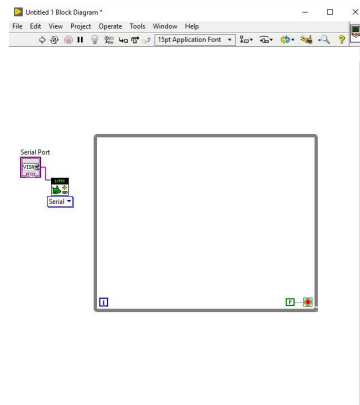 Untitled 1 Block Diagram *
File Edit View Project Operate Tools Window Help
15pt Application Font
Serial Port
VISA
Serial
i
F